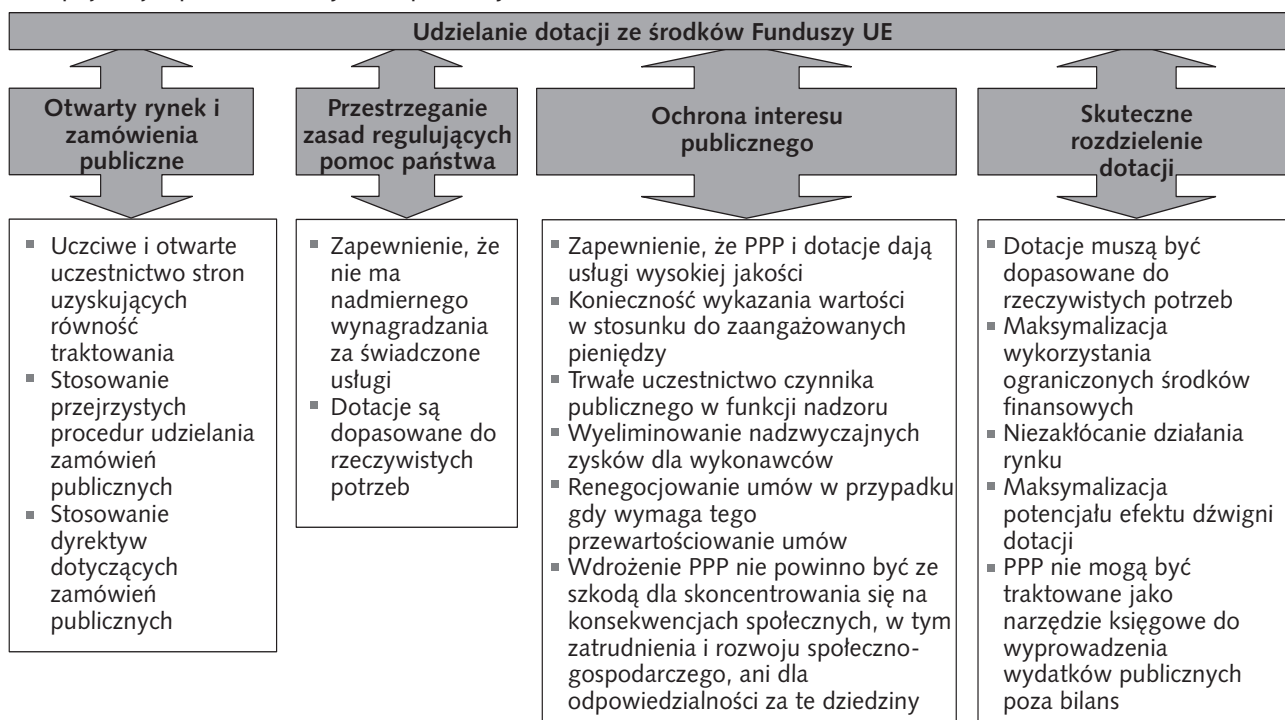 Udzielanie dotacji ze środków Funduszy UE
Otwarty rynek i
zamówienia
publiczne
Przestrzeganie
zasad regulujących
pomoc państwa
Ochrona interesu
publicznego
Skuteczne
rozdzielenie
dotacji
▪ Uczciwe i otwarte
uczestnictwo stron
uzyskujących
równość
traktowania
▪ Stosowanie
przejrzystych
procedur udzielania
zamówień
publicznych
▪ Stosowanie
dyrektyw
dotyczących
zamówień
publicznych
▪ Zapewnienie, że
nie ma
nadmiernego
wynagradzania
za świadczone
usługi
▪ Dotacje są
dopasowane do
rzeczywistych
potrzeb
▪ Zapewnienie, że PPP i dotacje dają
usługi wysokiej jakości
▪ Konieczność wykazania wartości
w stosunku do zaangażowanych
pieniędzy
▪ Trwałe uczestnictwo czynnika
publicznego w funkcji nadzoru
▪ Wyeliminowanie nadzwyczajnych
zysków dla wykonawców
▪ Renegocjowanie umów w przypadku
gdy wymaga tego
przewartościowanie umów
▪ Wdrożenie PPP nie powinno być ze
szkodą dla skoncentrowania się na
konsekwencjach społecznych, w tym
zatrudnienia i rozwoju społeczno-
gospodarczego, ani dla
odpowiedzialności za te dziedziny
▪ Dotacje muszą być
dopasowane do
rzeczywistych potrzeb
▪ Maksymalizacja
wykorzystania
ograniczonych środków
finansowych
▪ Niezakłócanie działania
rynku
▪ Maksymalizacja
potencjału efektu dźwigni
dotacji
▪ PPP nie mogą być
traktowane jako
narzędzie księgowe do
wyprowadzenia
wydatków publicznych
poza bilans